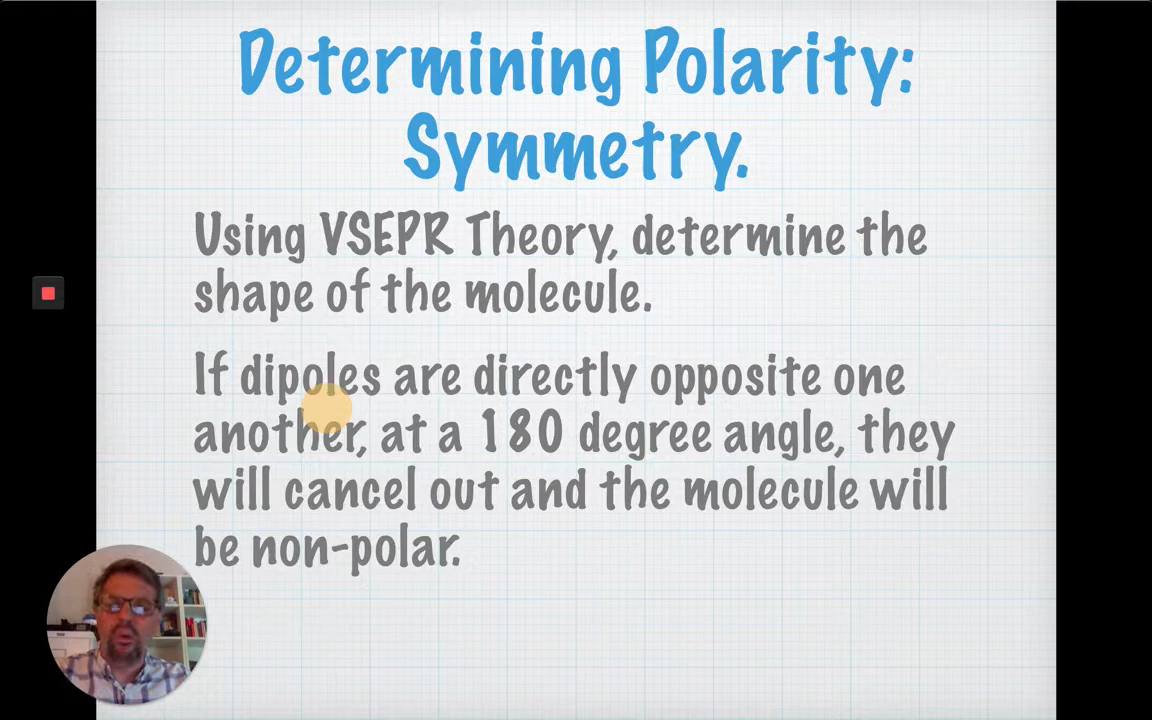 Determining Polarity:
Symmetry.
Using VSEPR Theory, determine the
shape of the molecule.
If dipoles are directly opposite one
another, at a 180 degree angle, they
will cancel out and the molecule will
be non-polar.